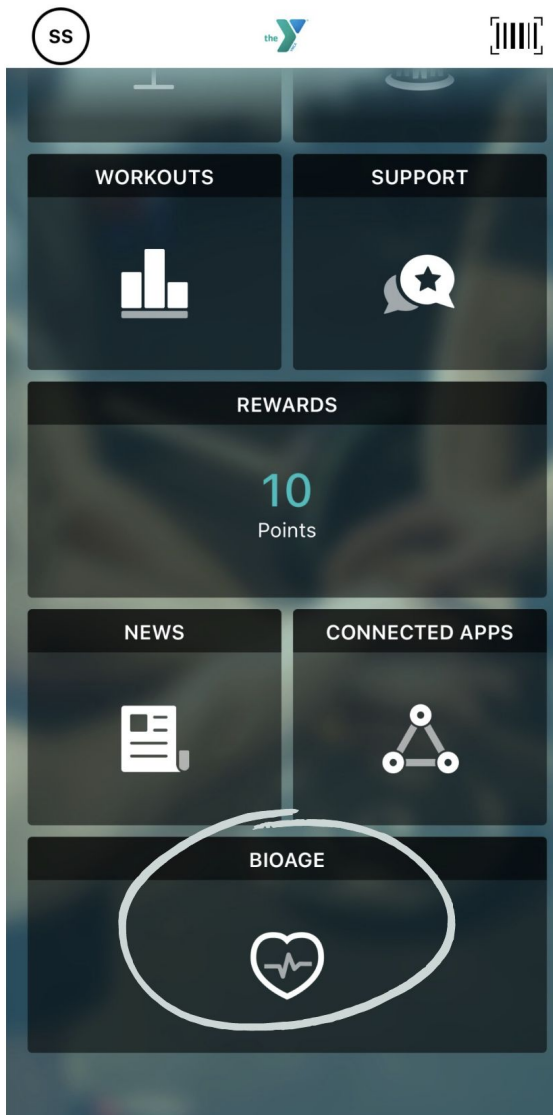 SS
the Y
WORKOUTS
SUPPORT
REWARDS
10
Points
NEWS
CONNECTED APPS
BIOAGE